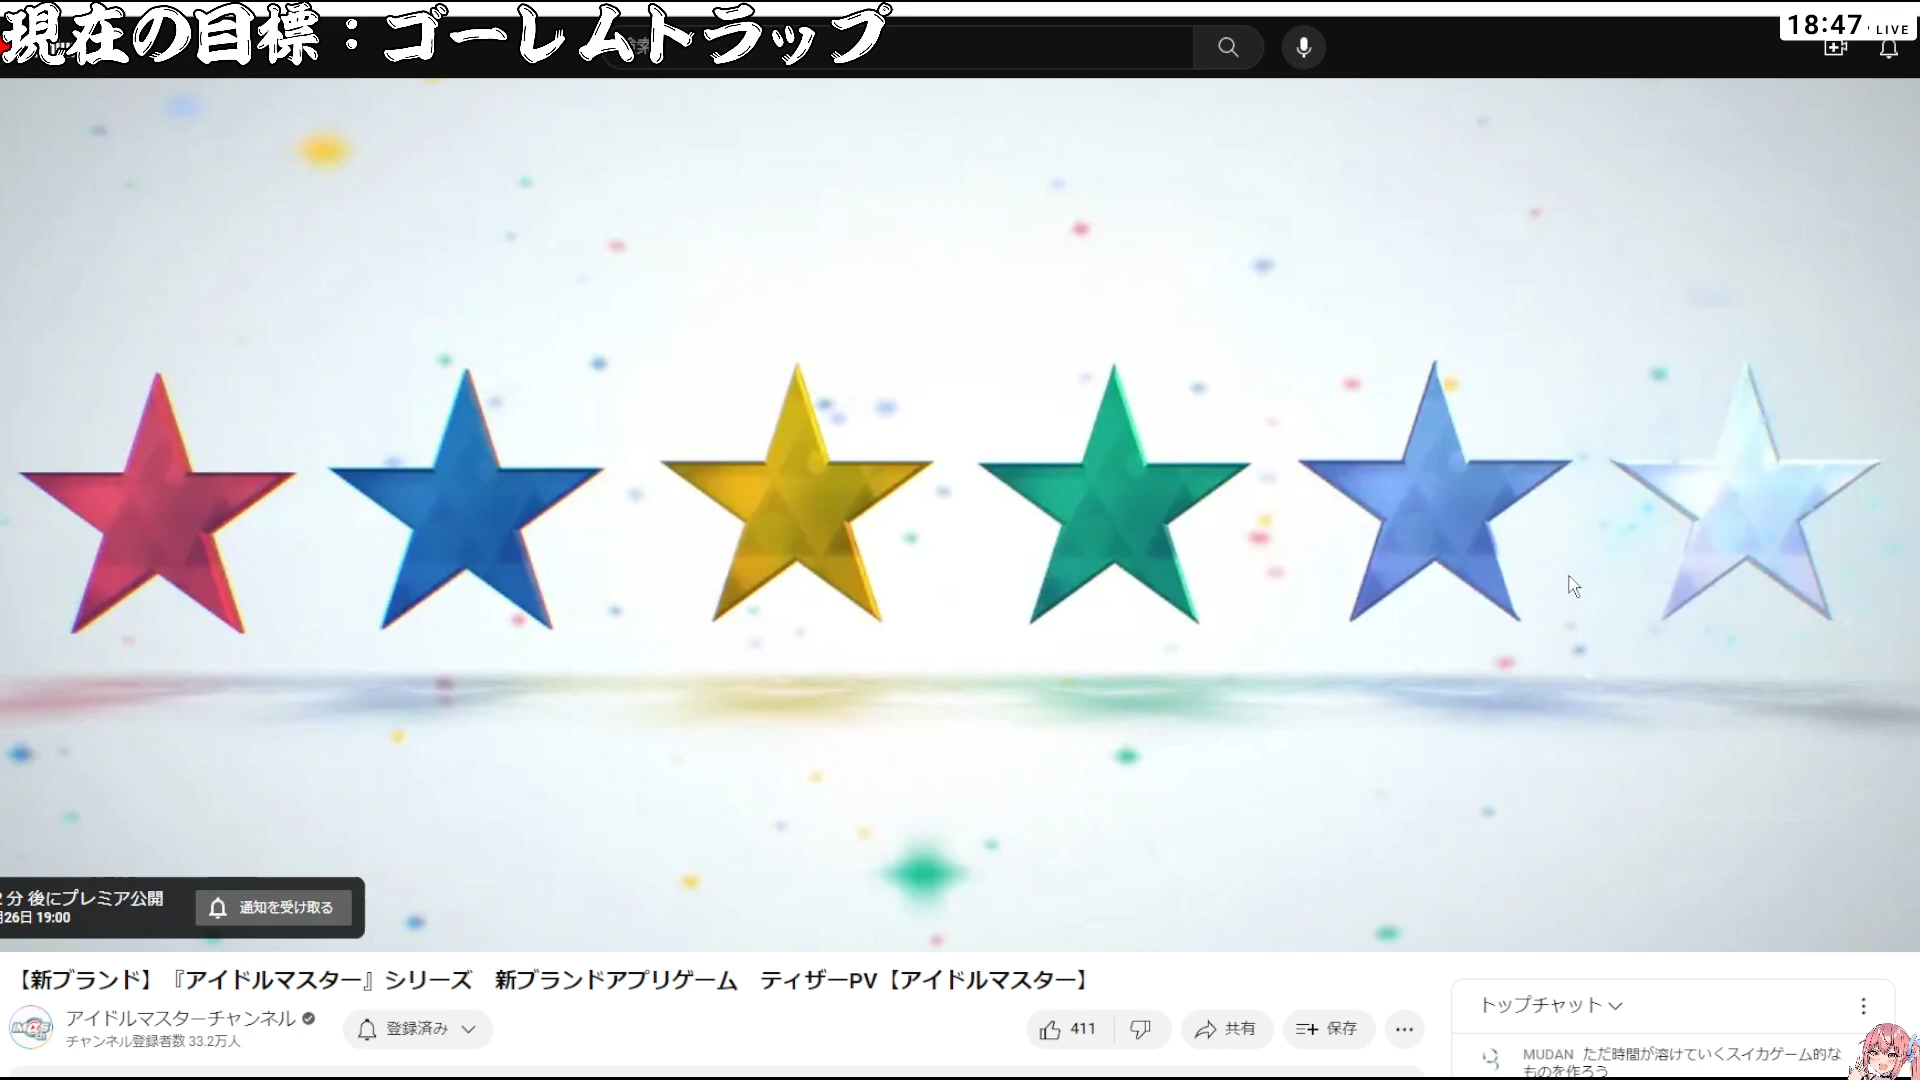 現在の目標：ゴーレムトラップ
18:47
LIVE
2 分 後にプレミア公開
月26日 19:00
通知を受け取る
【新ブランド】『アイドルマスター』シリーズ　新ブランドアプリゲーム　ティザーPV【アイドルマスター】
アイドルマスターチャンネル
チャンネル登録者数 33.2万人
登録済み
411
共有
保存
トップチャット
MUDAN ただ時間が溶けていくスイカゲーム的な
ものを作ろう